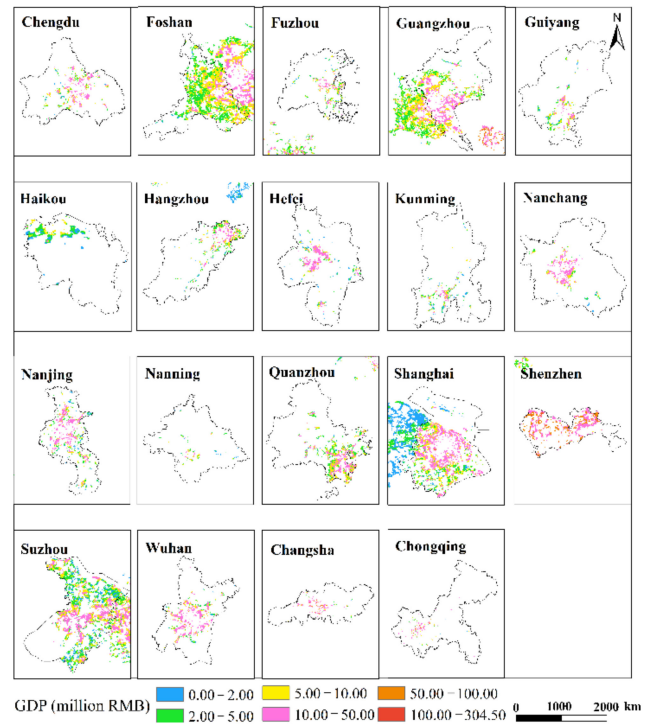 Chengdu Foshan Fuzhou Guangzhou Guiyang N
Haikou Hangzhou Hefei Kunming Nanchang
Nanjing Nanning Quanzhou Shanghai Shenzhen
Suzhou Wuhan Changsha Chongqing
GDP (million RMB) 0.00 – 2.00 5.00 – 10.00 50.00 – 100.00
2.00 – 5.00 10.00 – 50.00 100.00 – 304.50
0 1000 2000 km